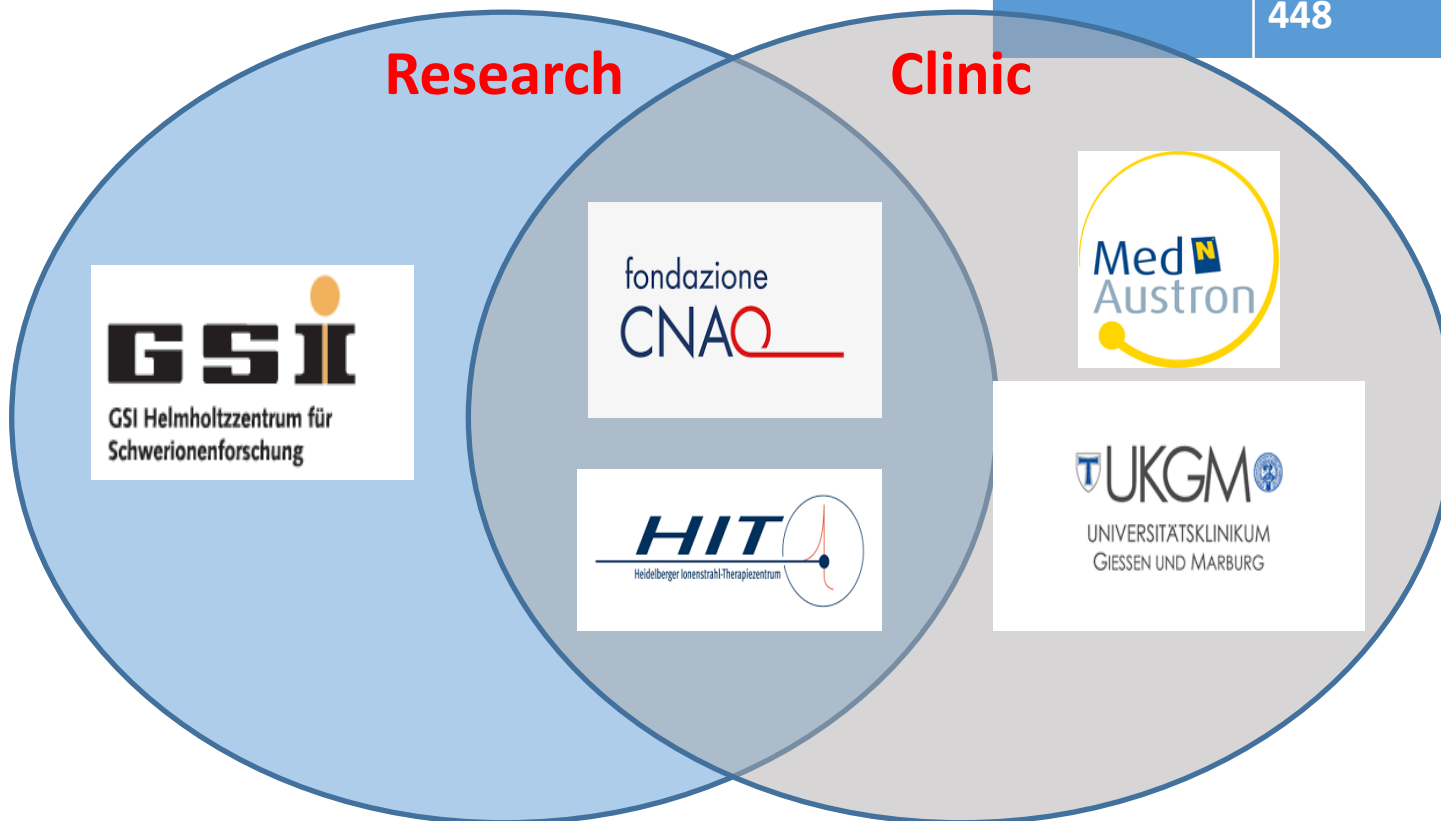 448
Research
Clinic
GSI
GSI Helmholtzzentrum für
Schwerionenforschung
fondazione
CNAO
HIT
Heidelberger Ionenstrahl-Therapiezentrum
Med N
Austron
T UKGM
UNIVERSITÄTSKLINIKUM
GIESSEN UND MARBURG